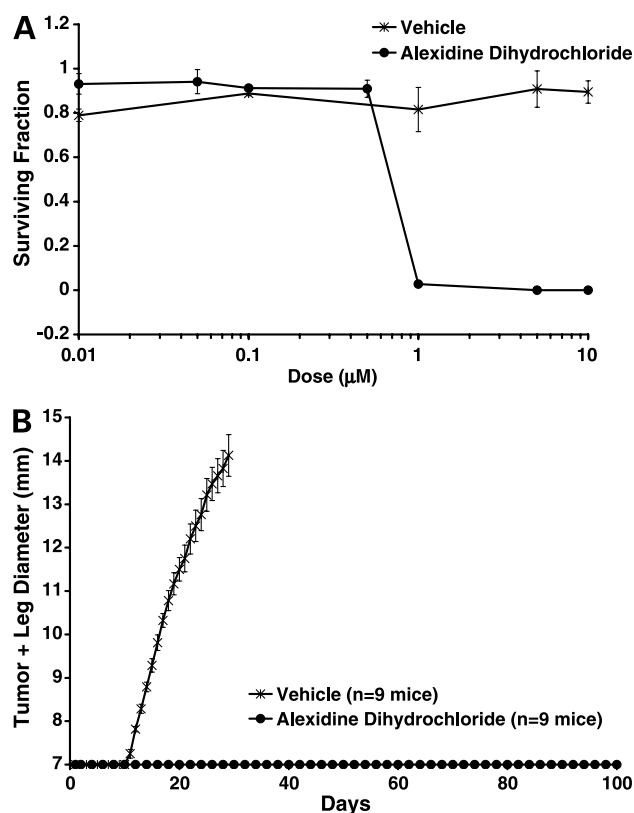 A
Vehicle
Alexidine Dihydrochloride
1.2
1
0.8
0.6
0.4
0.2
0
-0.2
Surviving Fraction
0.01
0.1
1
10
Dose (µM)
B
15
14
13
12
11
10
9
8
7
Tumor + Leg Diameter (mm)
Vehicle (n=9 mice)
Alexidine Dihydrochloride (n=9 mice)
0
20
40
60
80
100
Days